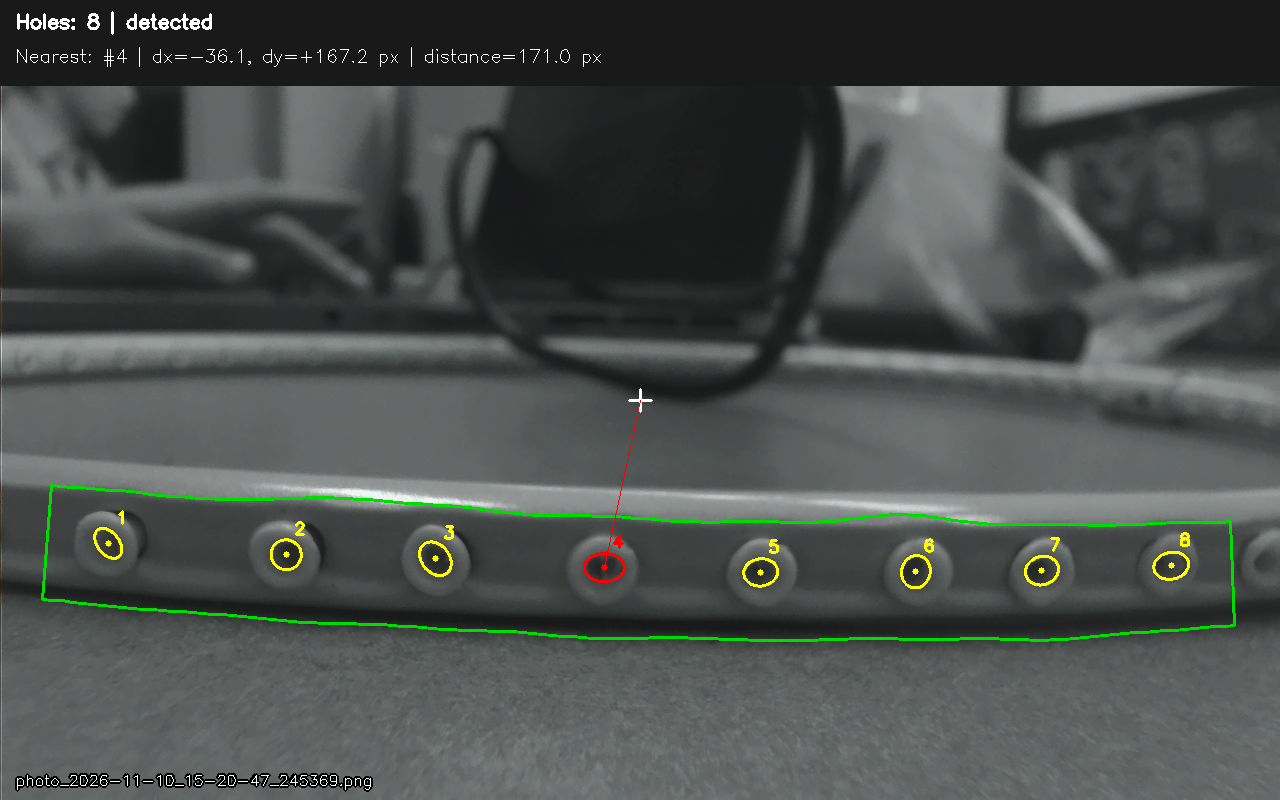 Holes: 8 | detected
Nearest: #4 | dx=-36.1, dy=+167.2 px | distance=171.0 px
1
2
3
4
5
6
7
8
photo_2026-11-10_15-20-47_245369.png